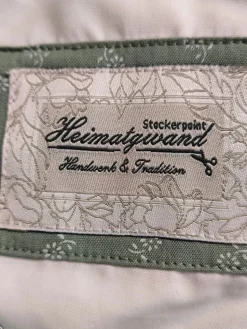 Stockerpoint
Heimatgwand
Handwerk & Tradition